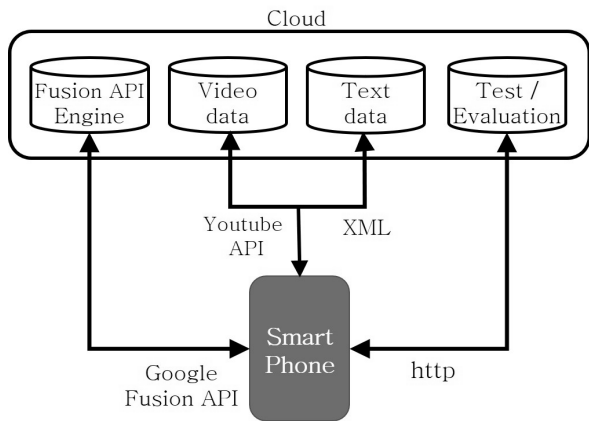 Cloud
Fusion API
Engine
Video
data
Text
data
Test /
Evaluation
Youtube
API
XML
Smart
Phone
Google
Fusion API
http